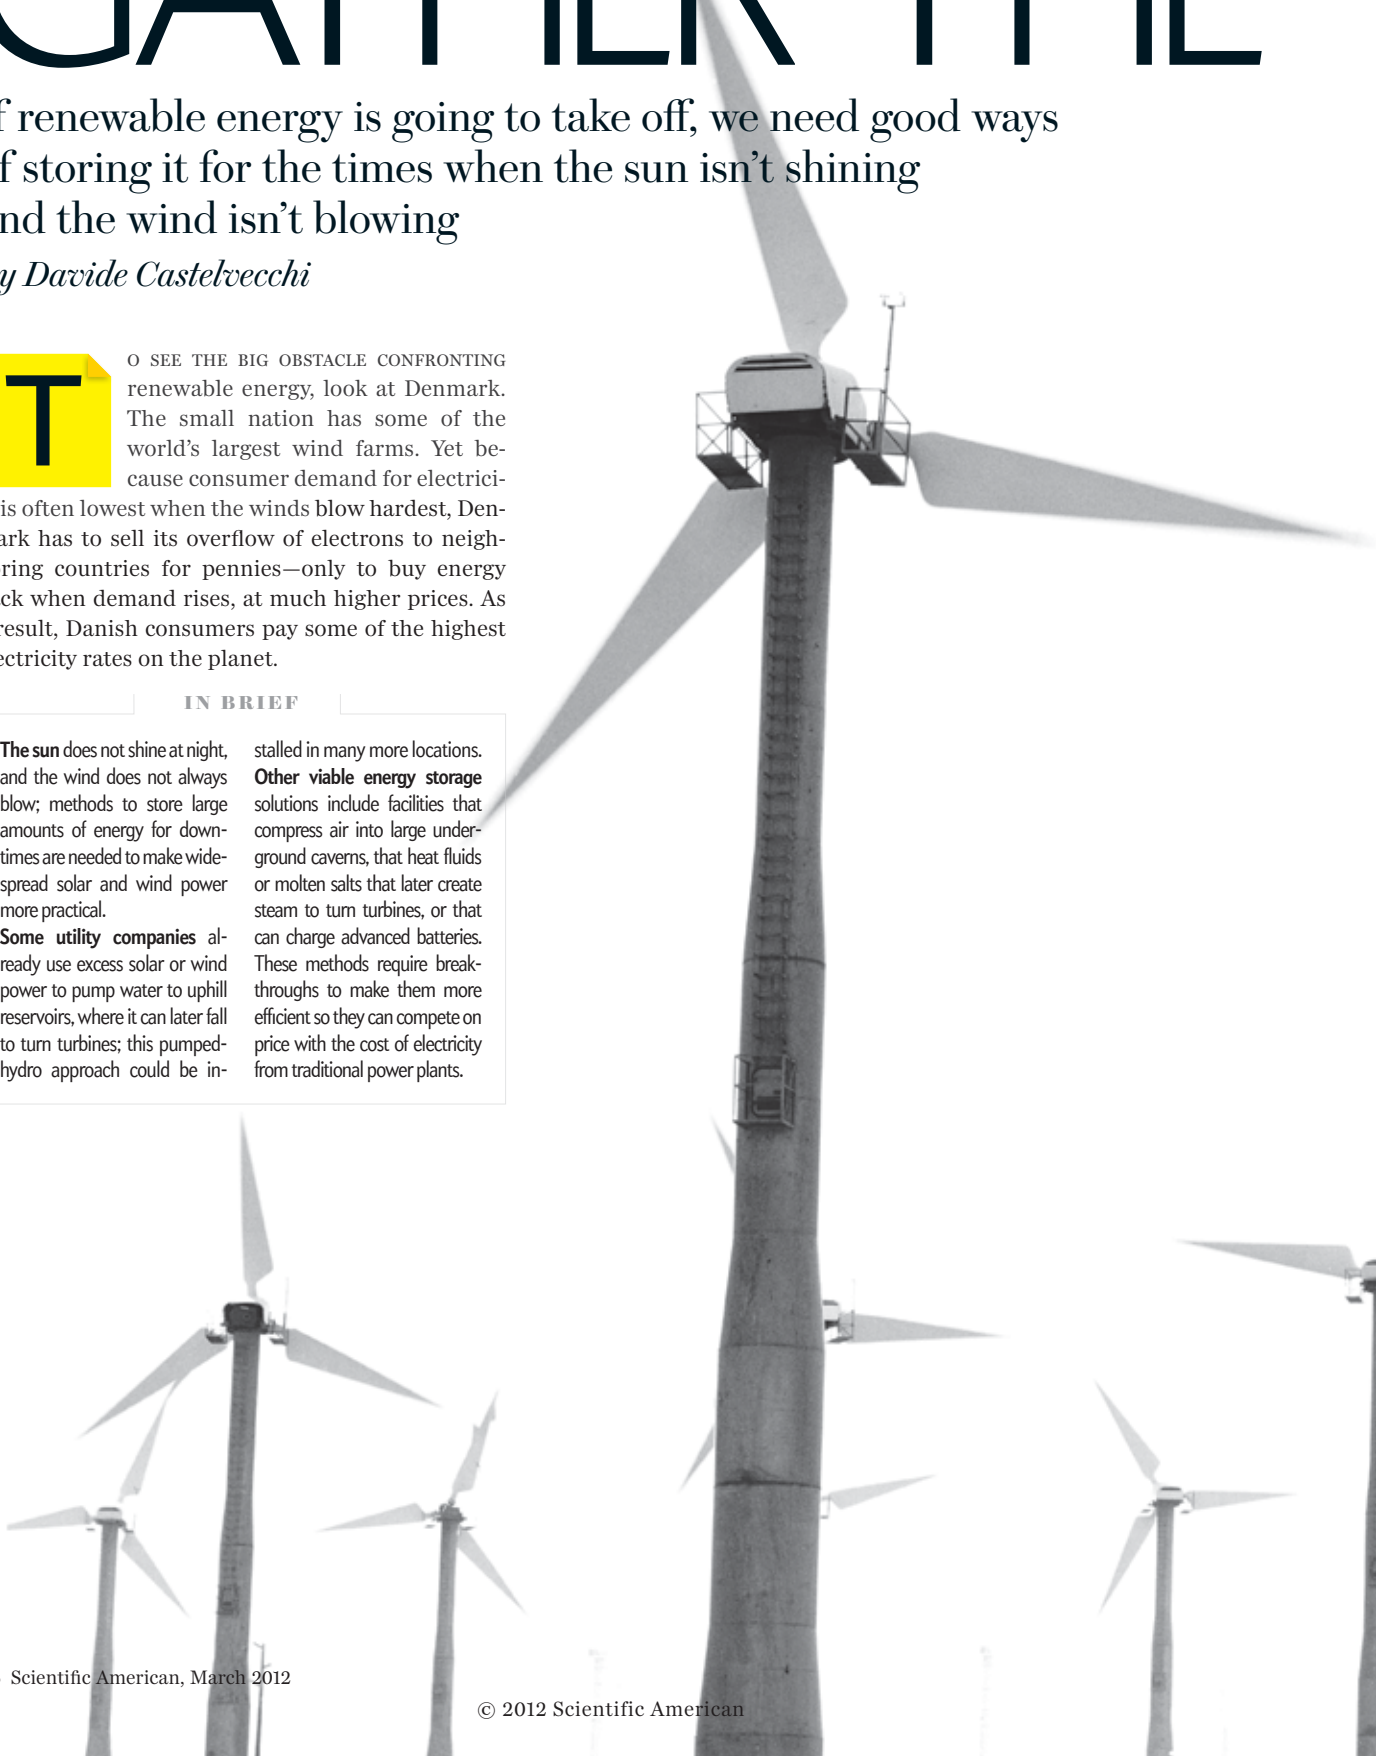 GATHER THE
f renewable energy is going to take off, we need good ways
f storing it for the times when the sun isn’t shining
nd the wind isn’t blowing
y Davide Castelvecchi
TO SEE THE BIG OBSTACLE CONFRONTING
renewable energy, look at Denmark.
The small nation has some of the
world’s largest wind farms. Yet be-
cause consumer demand for electrici-
is often lowest when the winds blow hardest, Den-
ark has to sell its overflow of electrons to neigh-
oring countries for pennies—only to buy energy
ck when demand rises, at much higher prices. As
result, Danish consumers pay some of the highest
ectricity rates on the planet.
IN BRIEF
The sun does not shine at night,
and the wind does not always
blow; methods to store large
amounts of energy for down-
times are needed to make wide-
spread solar and wind power
more practical.
Some utility companies al-
ready use excess solar or wind
power to pump water to uphill
reservoirs, where it can later fall
to turn turbines; this pumped-
hydro approach could be in-
stalled in many more locations.
Other viable energy storage
solutions include facilities that
compress air into large under-
ground caverns, that heat fluids
or molten salts that later create
steam to turn turbines, or that
can charge advanced batteries.
These methods require break-
throughs to make them more
efficient so they can compete on
price with the cost of electricity
from traditional power plants.
Scientific American, March 2012
© 2012 Scientific American